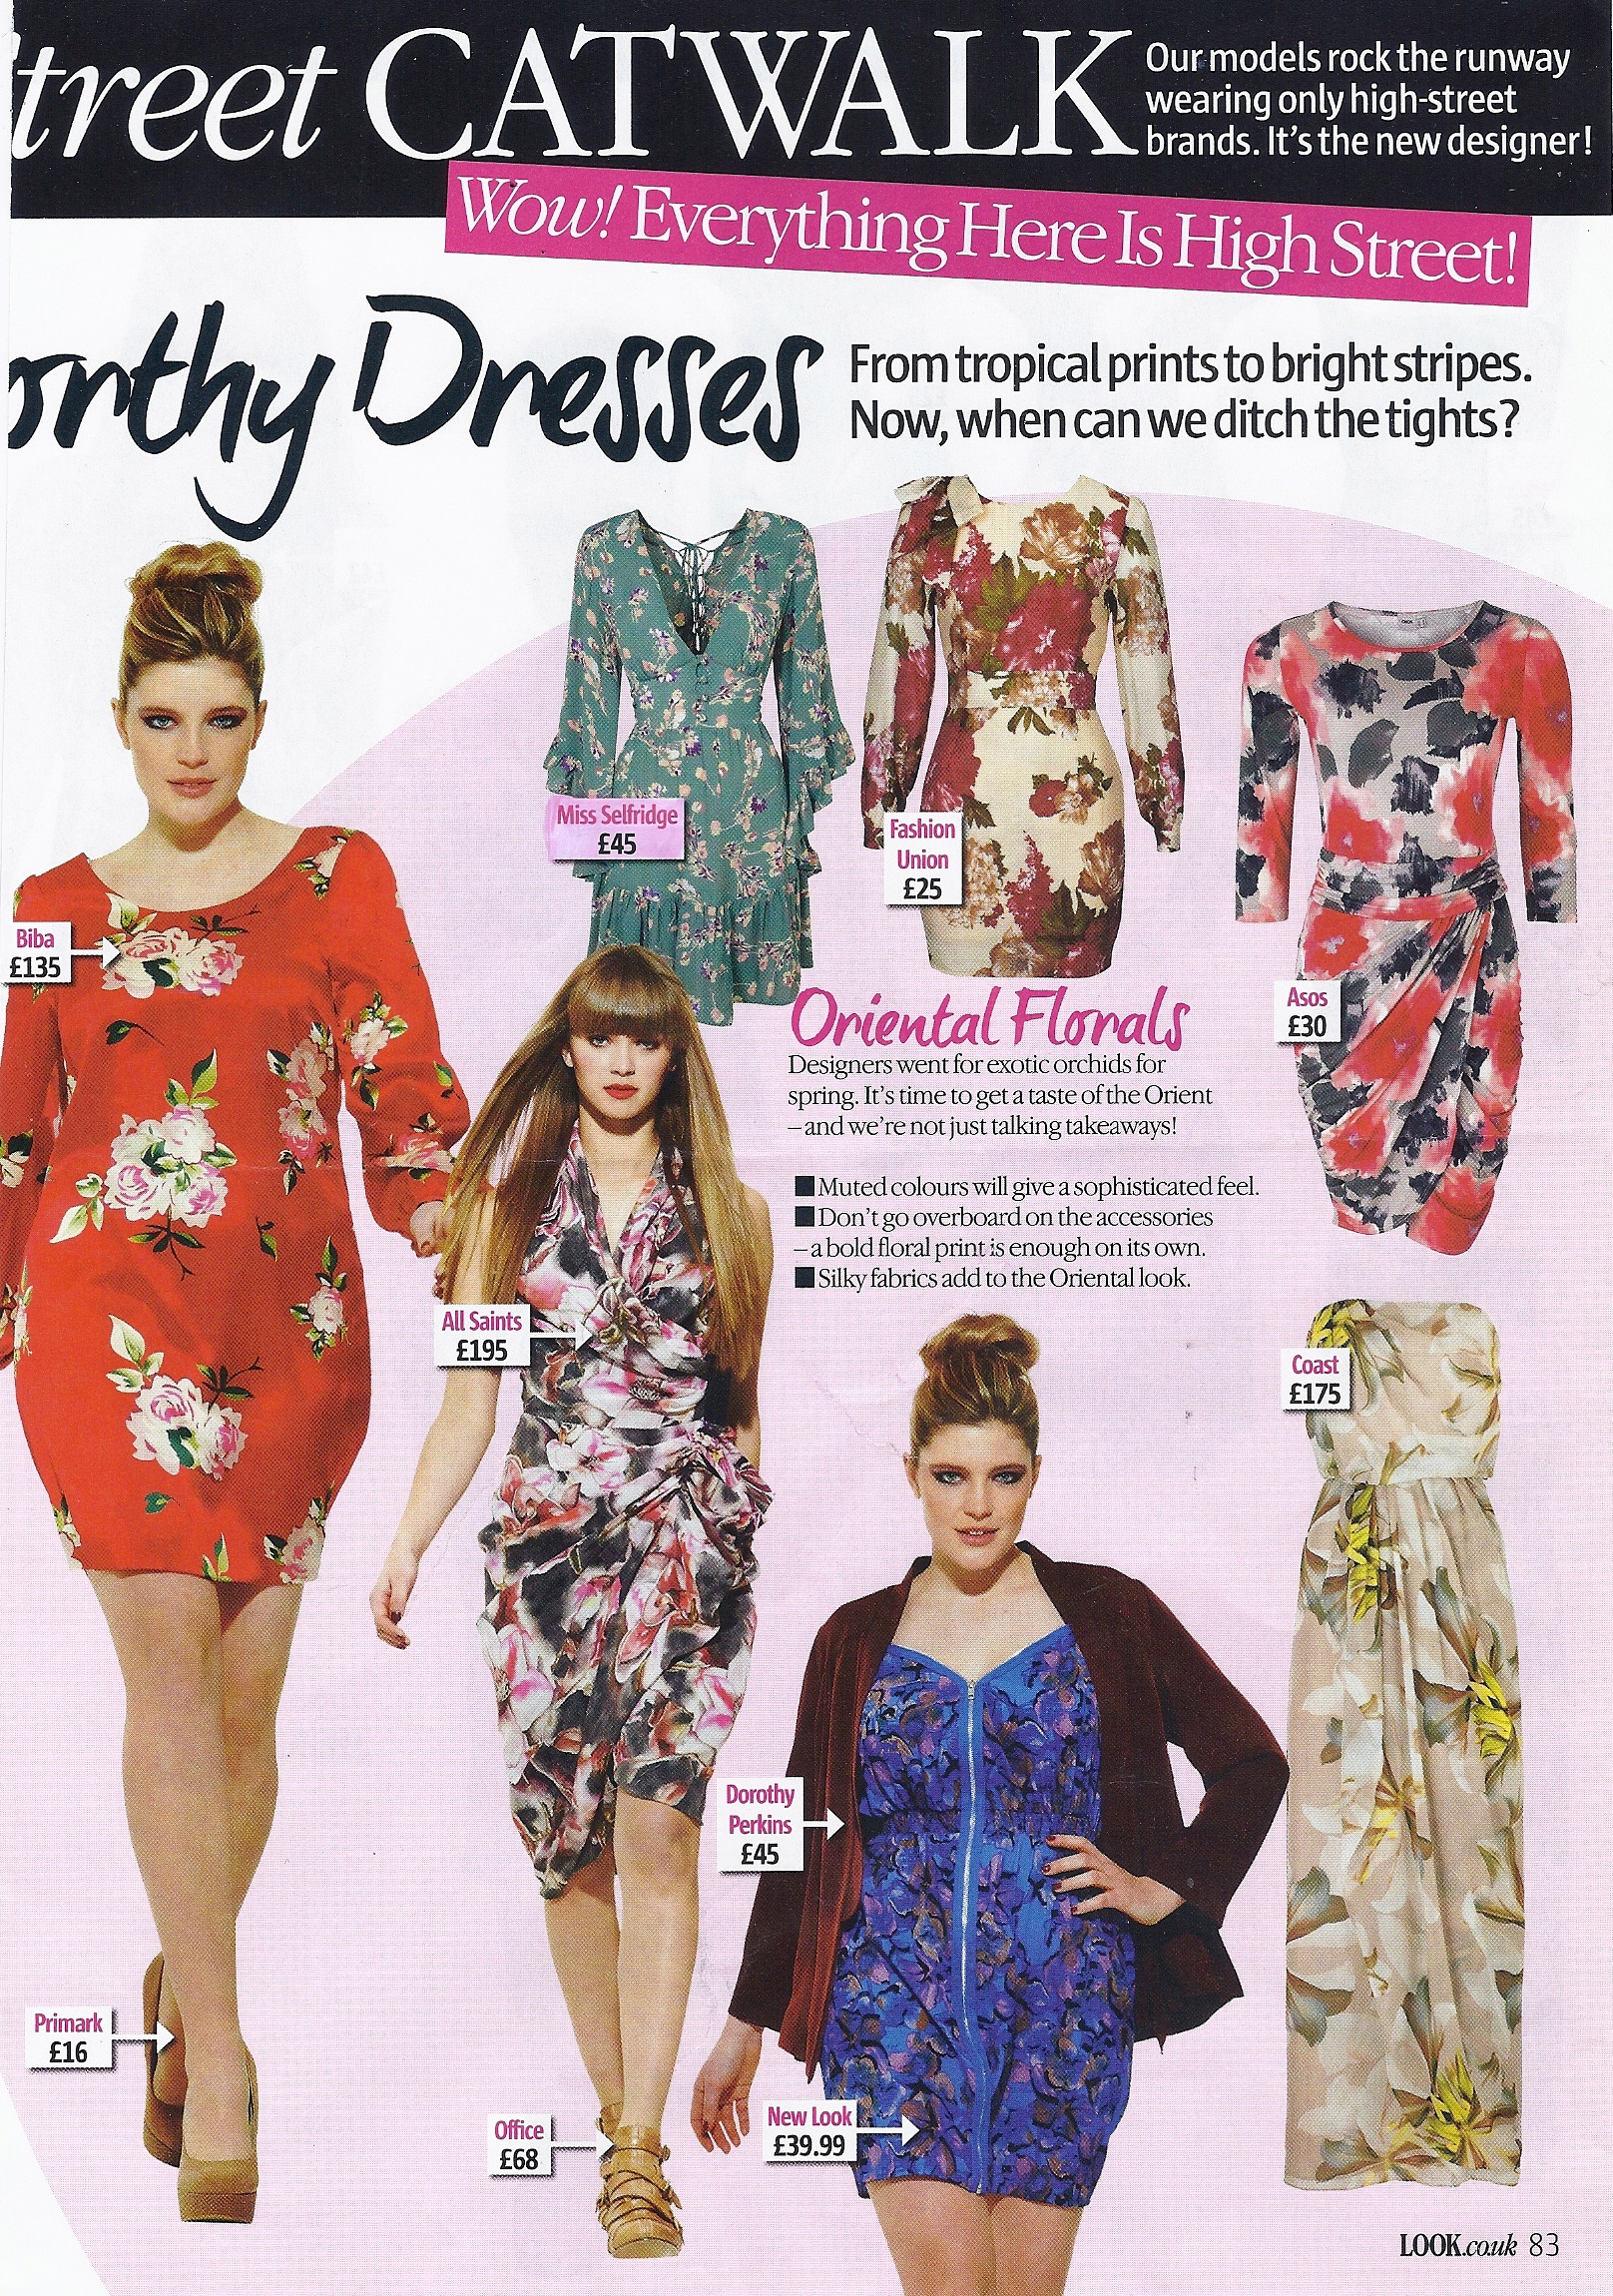 treet CATWALK
Our models rock the runway
wearing only high-street
brands. It's the new designer!
Wow! Everything Here Is High Street!
orthy Dresses
From tropical prints to bright stripes.
Now, when can we ditch the tights?
Miss Selfridge
£45
Fashion
Union
£25
Biba
£135
Asos
£30
Oriental Florals
Designers went for exotic orchids for
spring. It's time to get a taste of the Orient
– and we're not just talking takeaways!
■ Muted colours will give a sophisticated feel.
■ Don't go overboard on the accessories
– a bold floral print is enough on its own.
■ Silky fabrics add to the Oriental look.
All Saints
£195
Coast
£175
Dorothy
Perkins
£45
Primark
£16
Office
£68
New Look
£39.99
LOOK.co.uk 83